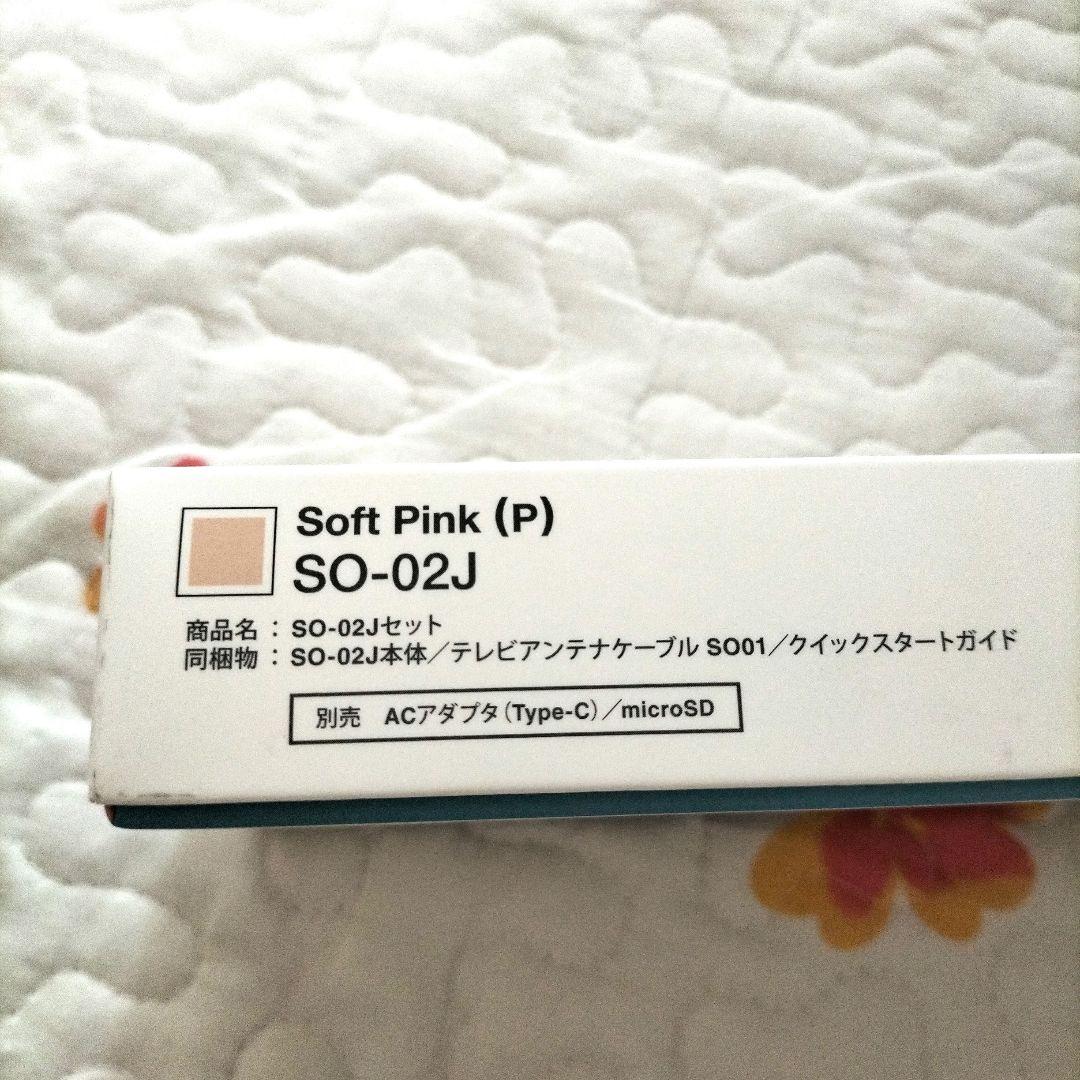 Soft Pink (P)
SO-02J
商品名：SO-02Jセット
同梱物：SO-02J本体／テレビアンテナケーブル SO01／クイックスタートガイド
別売　ACアダプタ（Type-C）／microSD